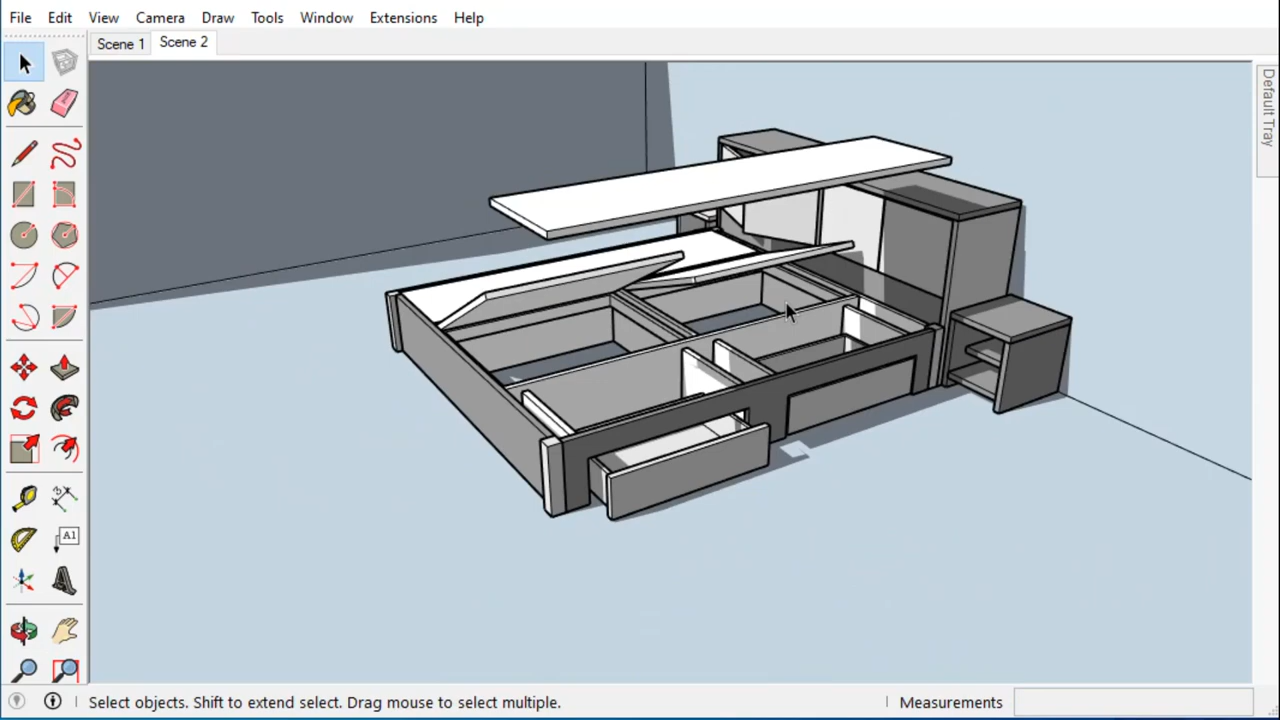 File Edit View Camera Draw Tools Window Extensions Help
Scene 1 Scene 2
Default Tray
A1
Select objects. Shift to extend select. Drag mouse to select multiple.
Measurements